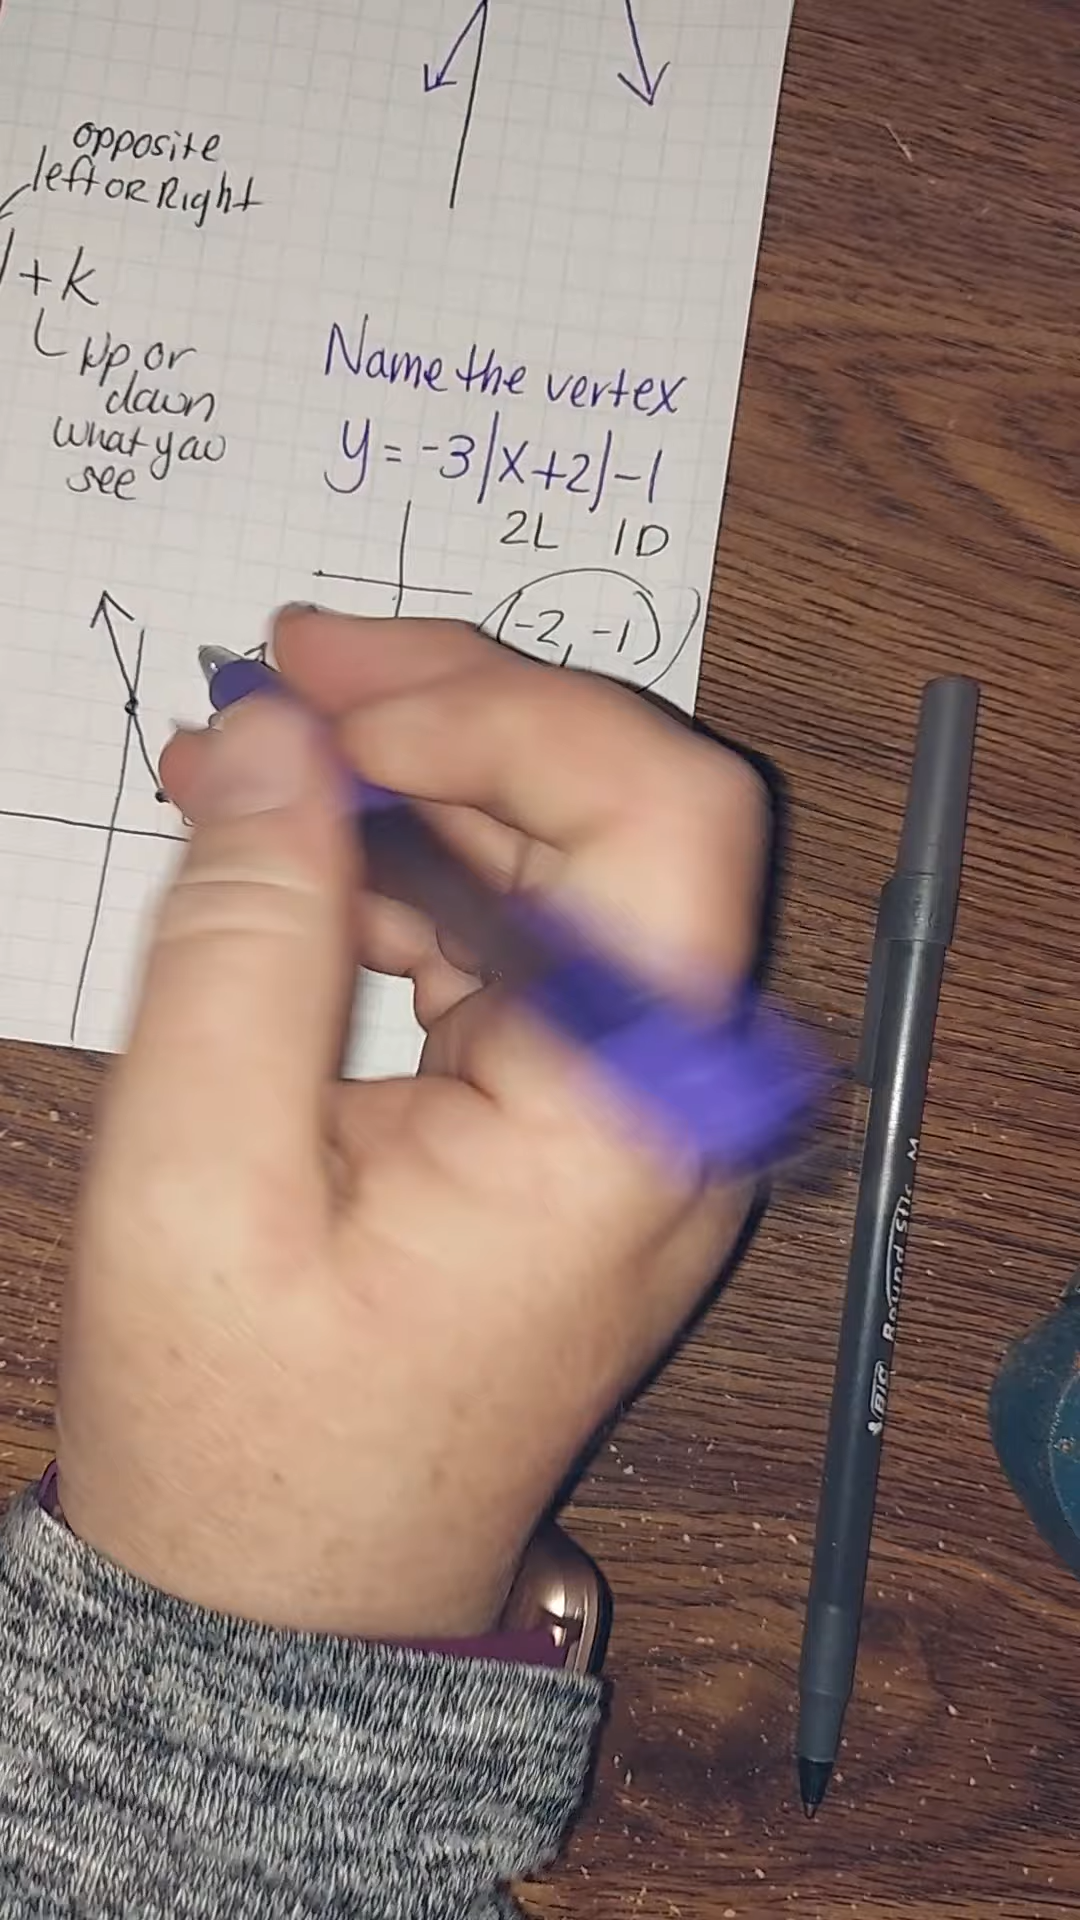 opposite
left OR Right
| + k
Up or
down
what you
see
Name the vertex
y = -3|x+2|-1
2L 1D
(-2, -1)
BIC Round Stic M